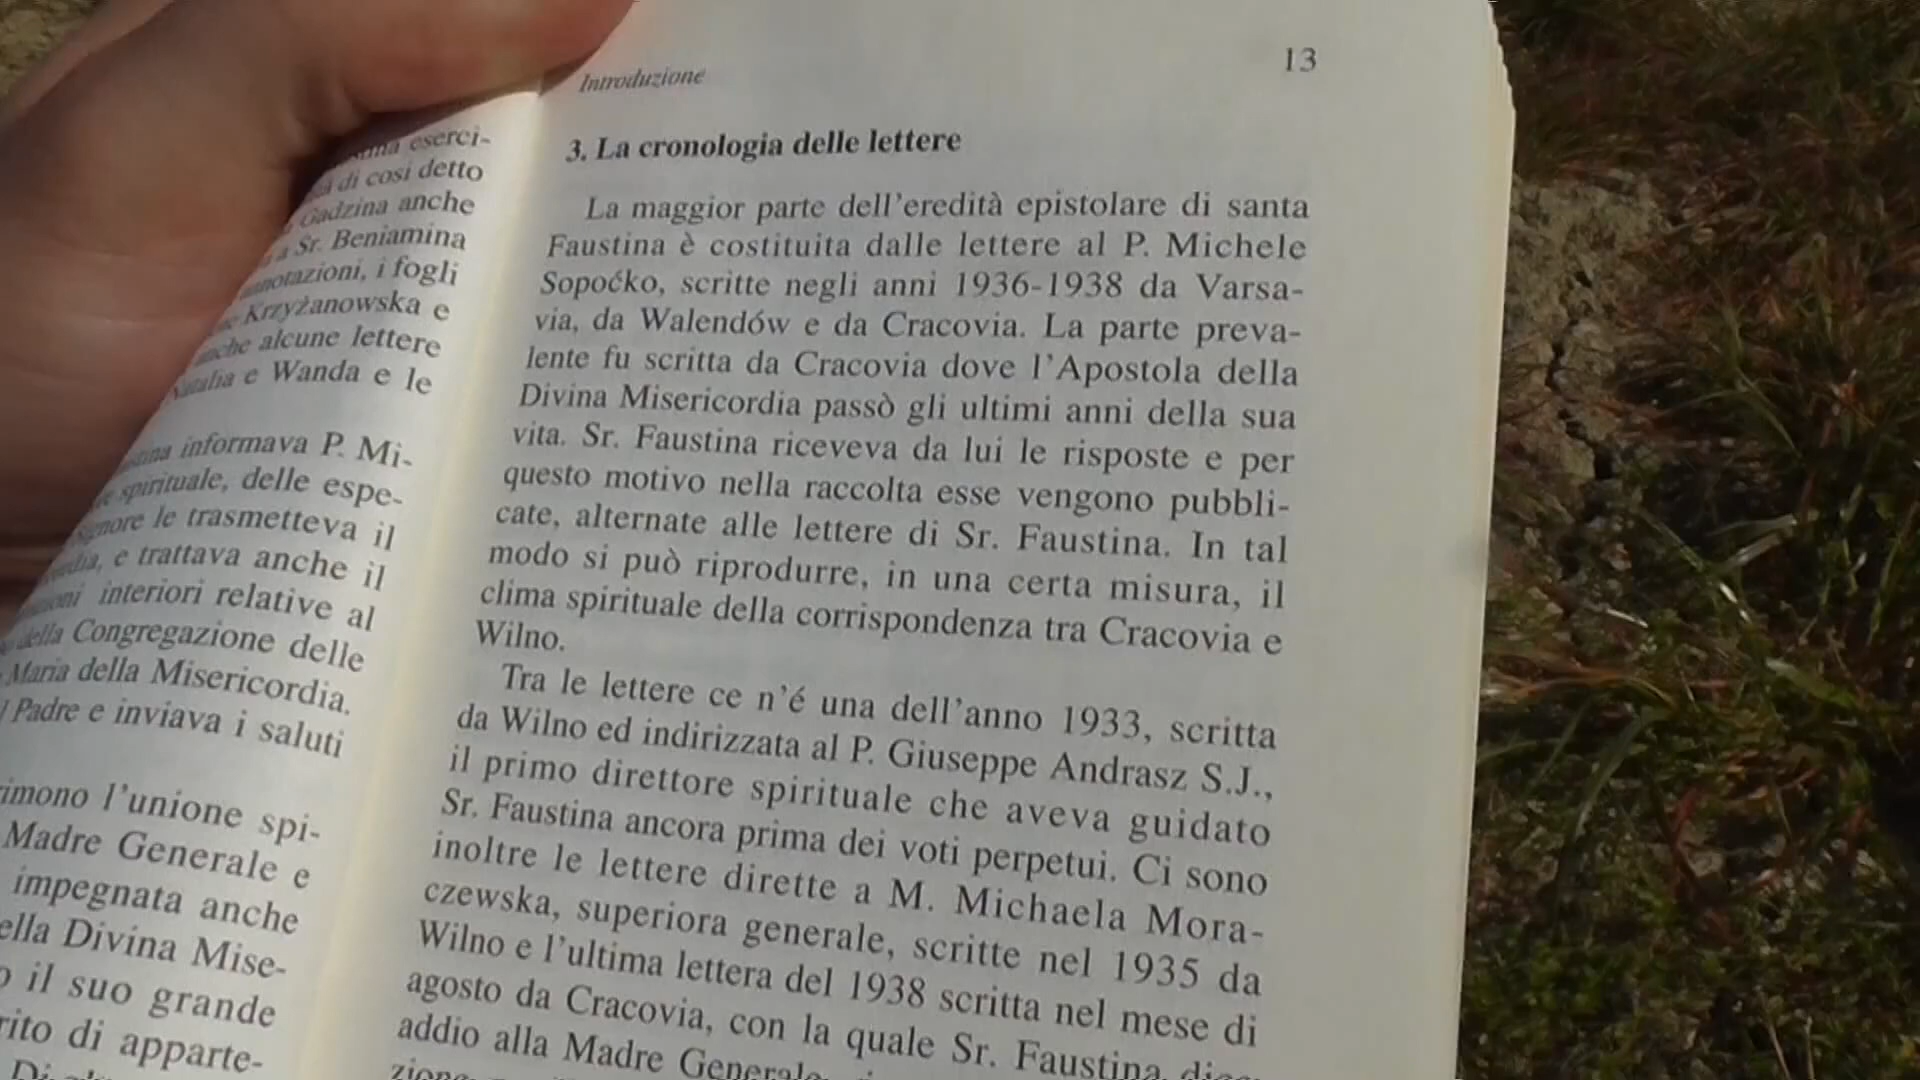 eserci-
di cosi detto
Gadzina anche
a Sr. Beniamina
annotazioni, i fogli
Krzyżanowska e
anche alcune lettere
Natalia e Wanda e le
informava P. Mi-
spirituale, delle espe-
le trasmetteva il
e trattava anche il
interiori relative al
della Congregazione delle
Maria della Misericordia.
Padre e inviava i saluti
l'unione spi-
Madre Generale e
impegnata anche
Divina Mise-
il suo grande
di apparte-
Introduzione
13
3. La cronologia delle lettere
La maggior parte dell'eredità epistolare di santa
Faustina è costituita dalle lettere al P. Michele
Sopoćko, scritte negli anni 1936-1938 da Varsa-
via, da Walendów e da Cracovia. La parte preva-
lente fu scritta da Cracovia dove l'Apostola della
Divina Misericordia passò gli ultimi anni della sua
vita. Sr. Faustina riceveva da lui le risposte e per
questo motivo nella raccolta esse vengono pubbli-
cate, alternate alle lettere di Sr. Faustina. In tal
modo si può riprodurre, in una certa misura, il
clima spirituale della corrispondenza tra Cracovia e
Wilno.
Tra le lettere ce n'é una dell'anno 1933, scritta
da Wilno ed indirizzata al P. Giuseppe Andrasz S.J.,
il primo direttore spirituale che aveva guidato
Sr. Faustina ancora prima dei voti perpetui. Ci sono
inoltre le lettere dirette a M. Michaela Mora-
czewska, superiora generale, scritte nel 1935 da
Wilno e l'ultima lettera del 1938 scritta nel mese di
agosto da Cracovia, con la quale Sr. Faustina
addio alla Madre Generale